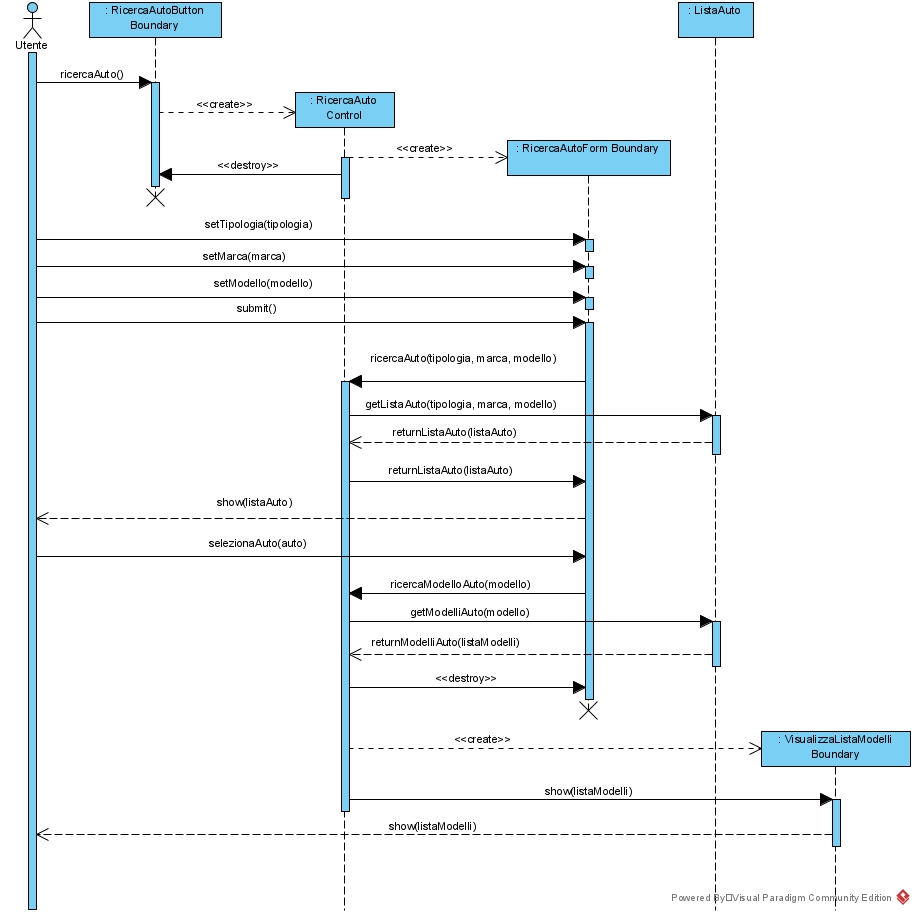 : RicercaAutoButton
Boundary
: ListaAuto
Utente
ricercaAuto()
<<create>>
: RicercaAuto
Control
<<create>>
: RicercaAutoForm Boundary
<<destroy>>
setTipologia(tipologia)
setMarca(marca)
setModello(modello)
submit()
ricercaAuto(tipologia, marca, modello)
getListaAuto(tipologia, marca, modello)
returnListaAuto(listaAuto)
returnListaAuto(listaAuto)
show(listaAuto)
selezionaAuto(auto)
ricercaModelloAuto(modello)
getModelliAuto(modello)
returnModelliAuto(listaModelli)
<<destroy>>
<<create>>
: VisualizzaListaModelli
Boundary
show(listaModelli)
show(listaModelli)
Powered By□Visual Paradigm Community Edition